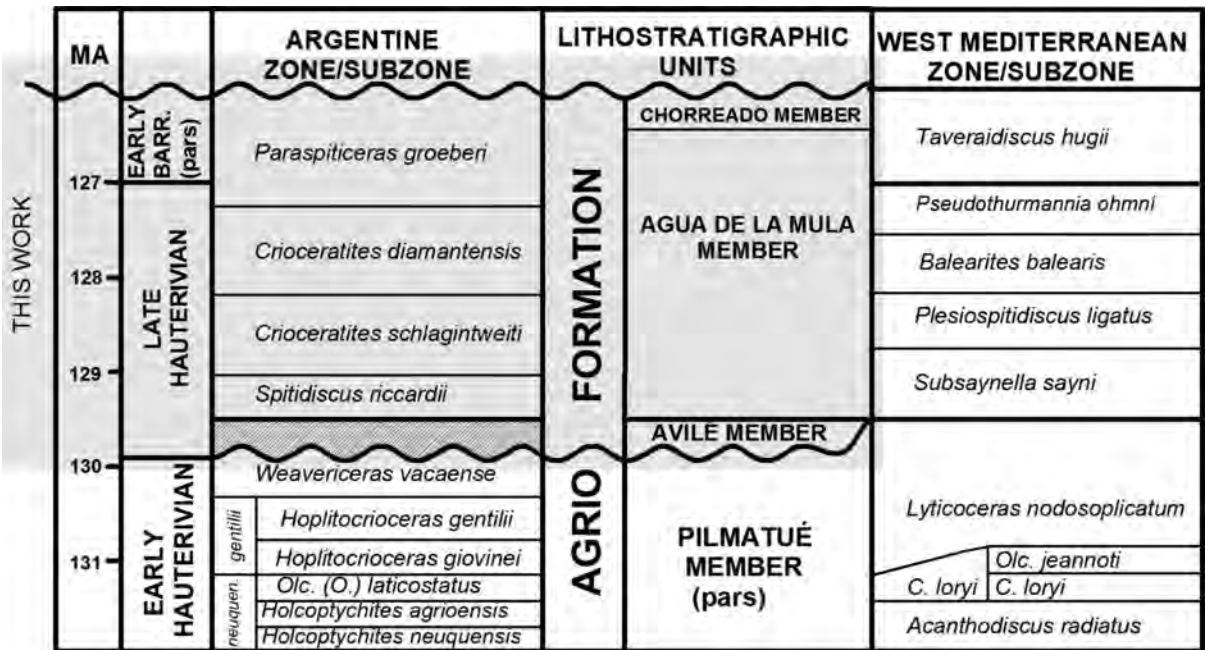 MA
ARGENTINE
ZONE/SUBZONE
LITHOSTRATIGRAPHIC
UNITS
WEST MEDITERRANEAN
ZONE/SUBZONE
THIS WORK
127
128
129
130
131
EARLY
BARR.
(pars)
LATE
HAUTERIVIAN
EARLY
HAUTERIVIAN
Paraspiticeras groeberi
Crioceratites diamantensis
Crioceratites schlagintweiti
Spitidiscus riccardii
Weavericeras vacaense
gentilii
Hoplitocrioceras gentilii
Hoplitocrioceras giovinei
neuquen.
Olc. (O.) laticostatus
Holcoptychites agrioensis
Holcoptychites neuquensis
AGRIO FORMATION
CHORREADO MEMBER
AGUA DE LA MULA
MEMBER
AVILÉ MEMBER
PILMATUÉ
MEMBER
(pars)
Taveraidiscus hugii
Pseudothurmannia ohmni
Balearites balearis
Plesiospitidiscus ligatus
Subsaynella sayni
Lyticoceras nodosoplicatum
Olc. jeannoti
C. loryi
C. loryi
Acanthodiscus radiatus